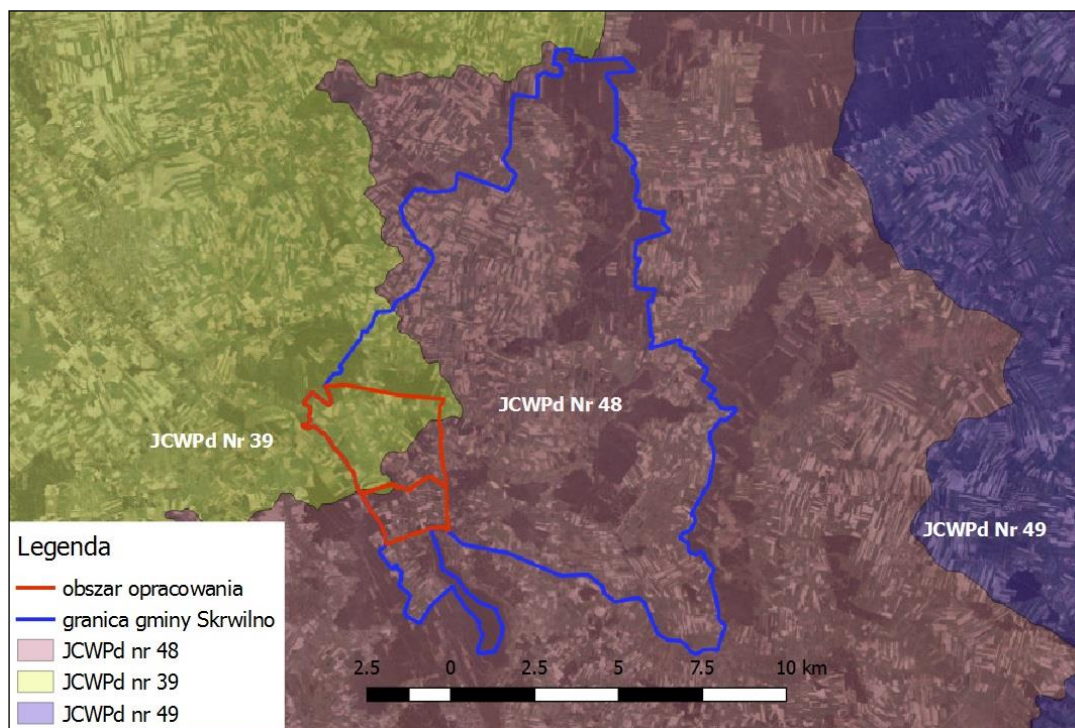 JCWPd Nr 48
JCWPd Nr 39
JCWPd Nr 49
Legenda
obszar opracowania
granica gminy Skrwilno
JCWPd nr 48
JCWPd nr 39
JCWPd nr 49
2.5 0 2.5 5 7.5 10 km